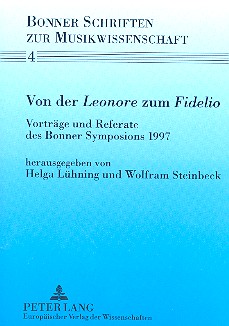 BONNER SCHRIFTEN
ZUR MUSIKWISSENSCHAFT
4
Von der Leonore zum Fidelio
Vorträge und Referate
des Bonner Symposions 1997
herausgegeben von
Helga Lühning und Wolfram Steinbeck
PETER LANG
Europäischer Verlag der Wissenschaften